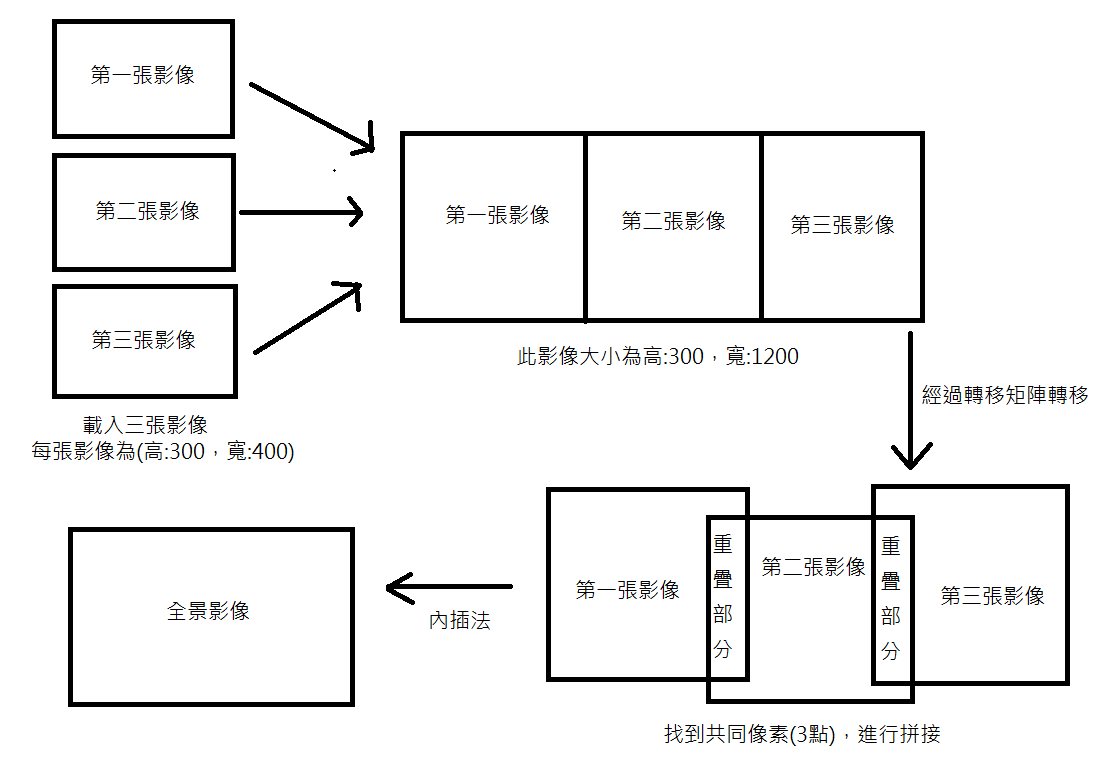 第一張影像
第二張影像
第三張影像
載入三張影像
每張影像為(高:300，寬:400)
第一張影像
第二張影像
第三張影像
此影像大小為高:300，寬:1200
經過轉移矩陣轉移
第一張影像
重疊部分
第二張影像
重疊部分
第三張影像
找到共同像素(3點)，進行拼接
內插法
全景影像